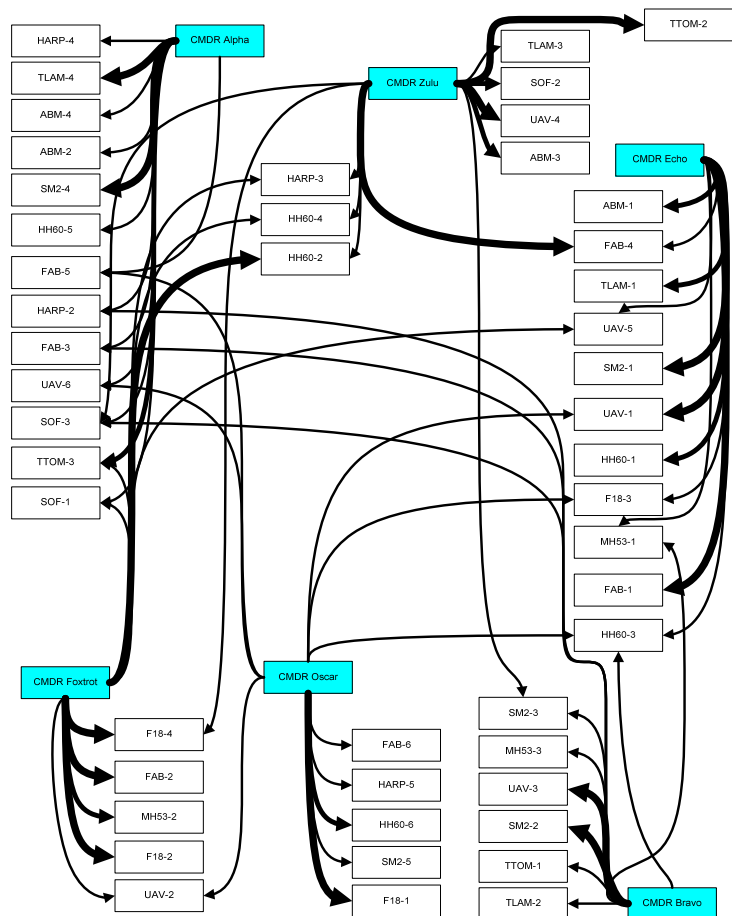 TTOM-2
HARP-4
CMDR Alpha
TLAM-3
TLAM-4
CMDR Zulu
SOF-2
ABM-4
UAV-4
ABM-2
ABM-3
CMDR Echo
SM2-4
HARP-3
ABM-1
HH60-5
HH60-4
FAB-4
FAB-5
HH60-2
TLAM-1
HARP-2
UAV-5
FAB-3
SM2-1
UAV-6
UAV-1
SOF-3
TTOM-3
HH60-1
SOF-1
F18-3
MH53-1
FAB-1
HH60-3
CMDR Foxtrot
CMDR Oscar
SM2-3
F18-4
FAB-6
MH53-3
FAB-2
HARP-5
UAV-3
MH53-2
HH60-6
SM2-2
F18-2
SM2-5
TTOM-1
UAV-2
F18-1
TLAM-2
CMDR Bravo